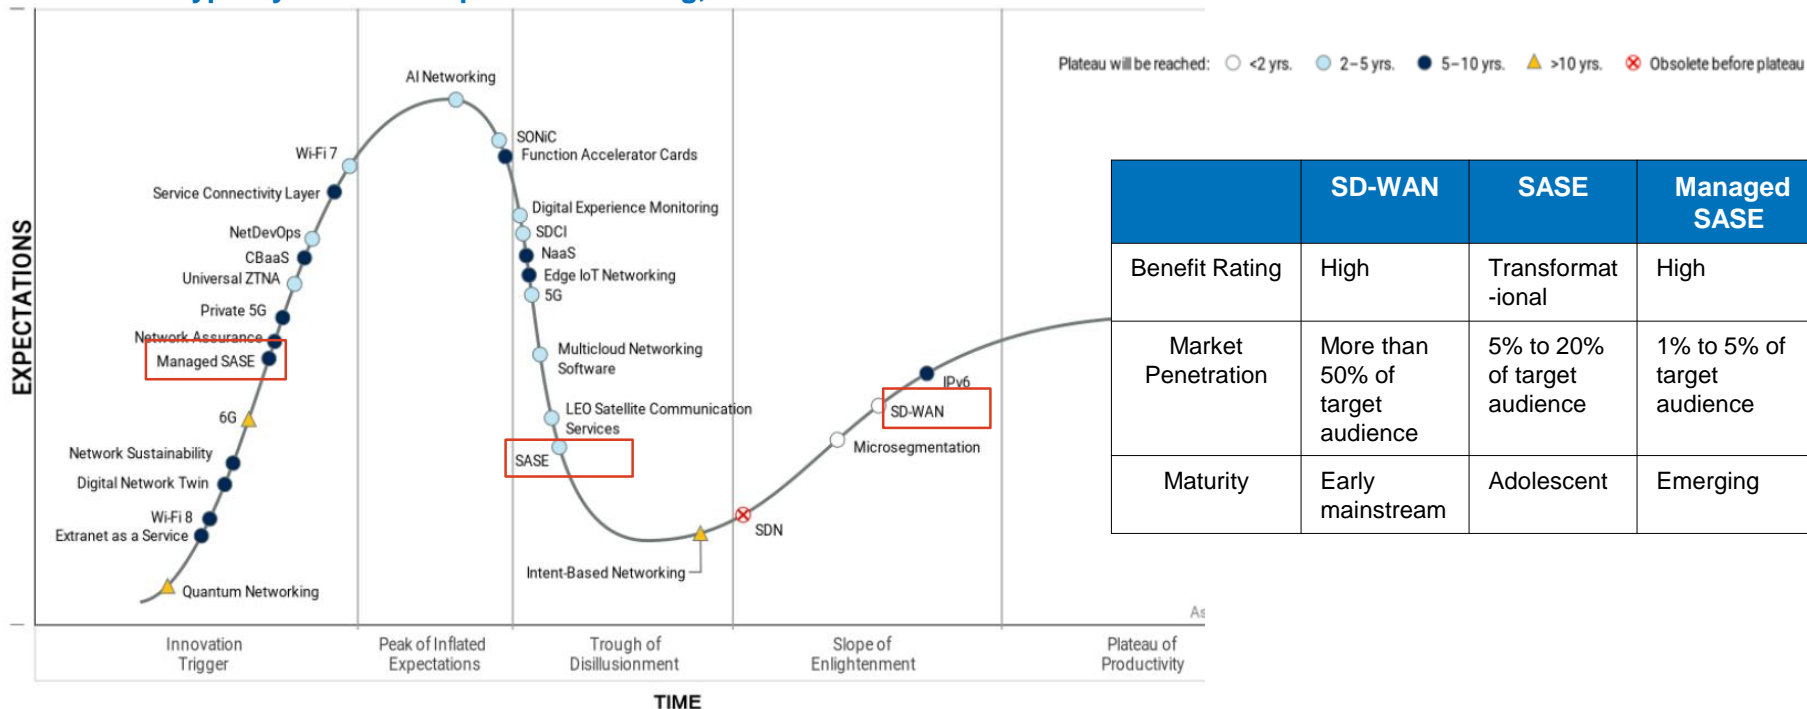 Plateau will be reached: <2 yrs. 2–5 yrs. 5–10 yrs. >10 yrs. Obsolete before plateau
EXPECTATIONS
AI Networking
SONiC
Function Accelerator Cards
Wi-Fi 7
Service Connectivity Layer
NetDevOps
CBaaS
Universal ZTNA
Private 5G
Network Assurance
Managed SASE
6G
Network Sustainability
Digital Network Twin
Wi-Fi 8
Extranet as a Service
Quantum Networking
Digital Experience Monitoring
SDCI
NaaS
Edge IoT Networking
5G
Multicloud Networking
Software
LEO Satellite Communication
Services
SASE
Intent-Based Networking
SDN
Microsegmentation
SD-WAN
IPv6
As
Innovation
Trigger
Peak of Inflated
Expectations
Trough of
Disillusionment
Slope of
Enlightenment
Plateau of
Productivity
TIME
SD-WAN SASE Managed
SASE
Benefit Rating High Transformat High
-ional
Market More than 5% to 20% 1% to 5% of
Penetration 50% of of target target
target audience audience
audience
Maturity Early Adolescent Emerging
mainstream